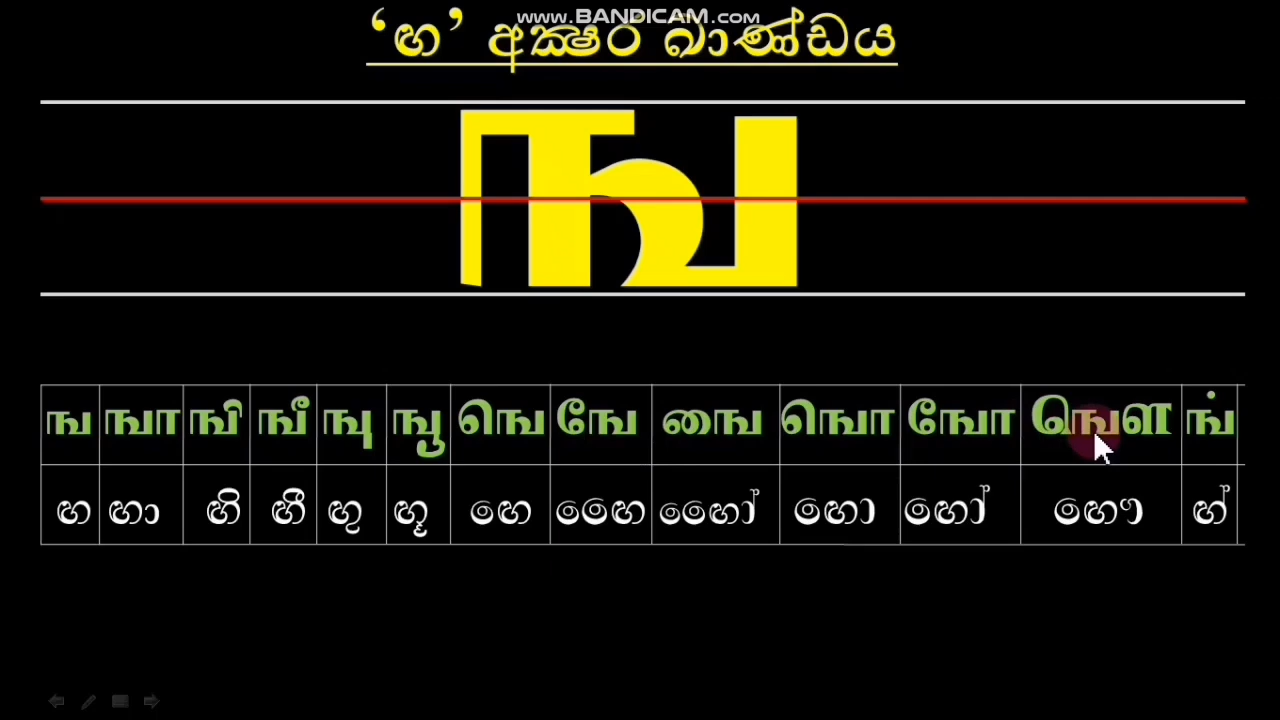 www.BANDICAM.com
‘ඟ’ අක්‍ෂර ඛාණ්ඩය
ங
ங ஙா ஙி ஙீ ஙு ஙூ ஙெ ஙே ஙை ஙொ ஙோ ஙௌ ங்
ඟ ඟා ඟි ඟී ඟු ඟූ ඟෙ ඟෛ ඟෛා් ඟො ඟෝ ඟෞ ඟ්